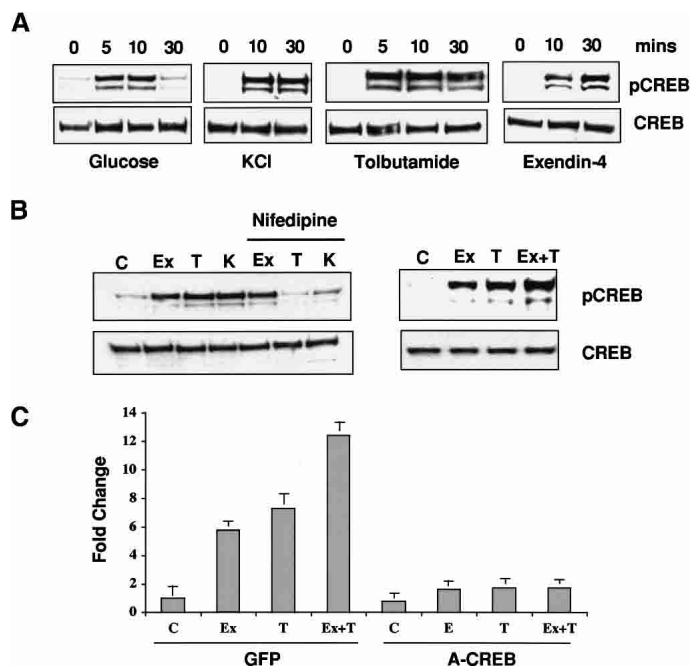 A
0 5 10 30 0 10 30 0 5 10 30 0 10 30 mins
pCREB
CREB
Glucose KCl Tolbutamide Exendin-4
B
Nifedipine
C Ex T K Ex T K C Ex T Ex+T
pCREB
CREB
C
14
12
10
8
6
4
2
0
Fold Change
C Ex T Ex+T C E T Ex+T
GFP A-CREB